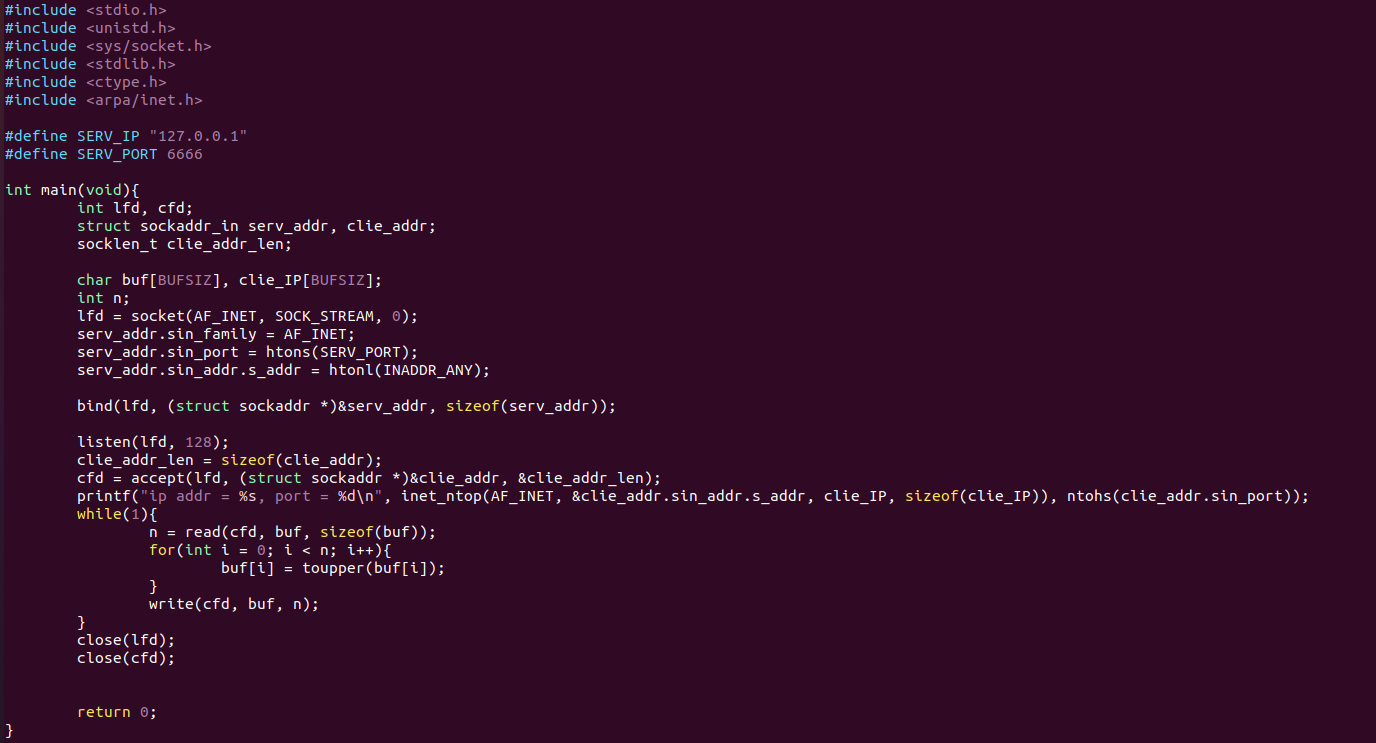 #include <stdio.h>
#include <unistd.h>
#include <sys/socket.h>
#include <stdlib.h>
#include <ctype.h>
#include <arpa/inet.h>

#define SERV_IP "127.0.0.1"
#define SERV_PORT 6666

int main(void){
        int lfd, cfd;
        struct sockaddr_in serv_addr, clie_addr;
        socklen_t clie_addr_len;

        char buf[BUFSIZ], clie_IP[BUFSIZ];
        int n;
        lfd = socket(AF_INET, SOCK_STREAM, 0);
        serv_addr.sin_family = AF_INET;
        serv_addr.sin_port = htons(SERV_PORT);
        serv_addr.sin_addr.s_addr = htonl(INADDR_ANY);

        bind(lfd, (struct sockaddr *)&serv_addr, sizeof(serv_addr));

        listen(lfd, 128);
        clie_addr_len = sizeof(clie_addr);
        cfd = accept(lfd, (struct sockaddr *)&clie_addr, &clie_addr_len);
        printf("ip addr = %s, port = %d\n", inet_ntop(AF_INET, &clie_addr.sin_addr.s_addr, clie_IP, sizeof(clie_IP)), ntohs(clie_addr.sin_port));
        while(1){
                n = read(cfd, buf, sizeof(buf));
                for(int i = 0; i < n; i++){
                        buf[i] = toupper(buf[i]);
                }
                write(cfd, buf, n);
        }
        close(lfd);
        close(cfd);


        return 0;
}